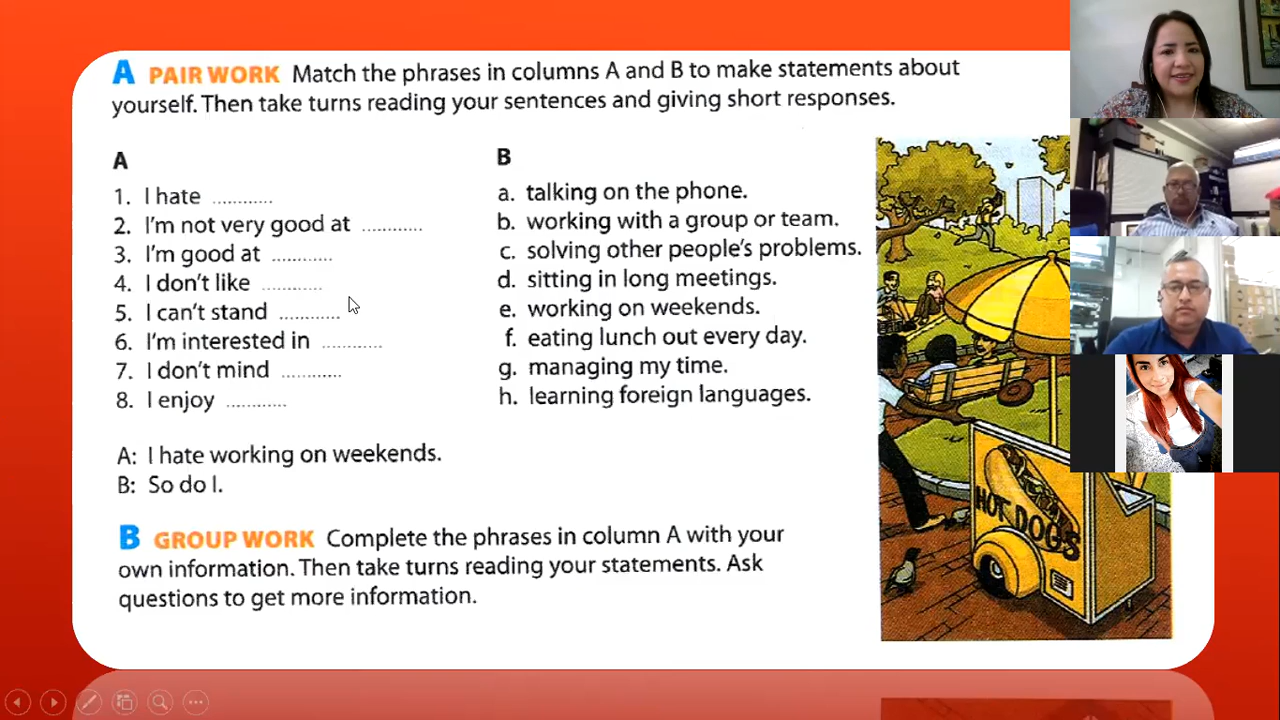 A PAIR WORK Match the phrases in columns A and B to make statements about
yourself. Then take turns reading your sentences and giving short responses.
A
1. I hate ............
2. I'm not very good at ............
3. I'm good at ............
4. I don't like ............
5. I can't stand ............
6. I'm interested in ............
7. I don't mind ............
8. I enjoy ............
B
a. talking on the phone.
b. working with a group or team.
c. solving other people's problems.
d. sitting in long meetings.
e. working on weekends.
f. eating lunch out every day.
g. managing my time.
h. learning foreign languages.
A: I hate working on weekends.
B: So do I.
B GROUP WORK Complete the phrases in column A with your
own information. Then take turns reading your statements. Ask
questions to get more information.
HOT DOGS